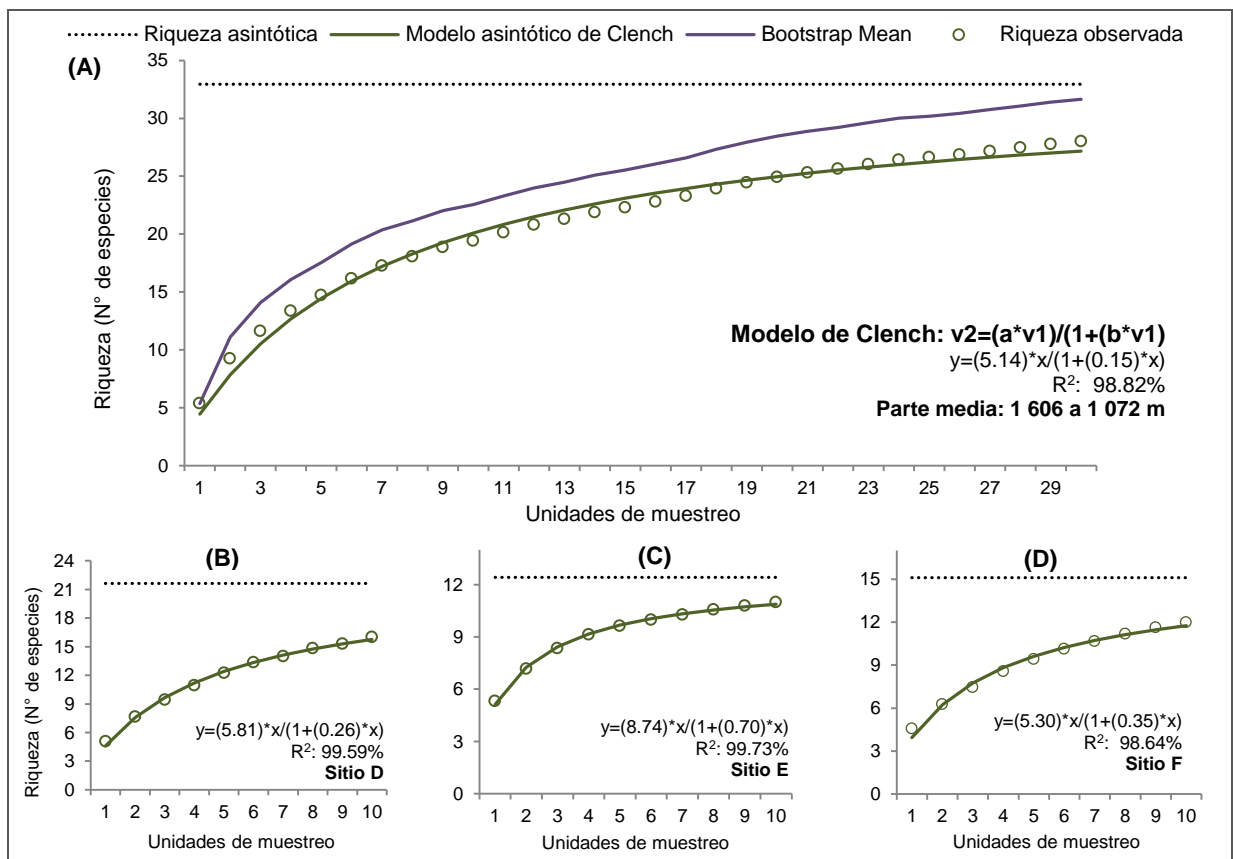 Riqueza asintótica Modelo asintótico de Clench Bootstrap Mean Riqueza observada
(A)
35
30
25
20
15
10
5
0
Riqueza (N° de especies)
Modelo de Clench: v2=(a*v1)/(1+(b*v1)
y=(5.14)*x/(1+(0.15)*x)
R²: 98.82%
Parte media: 1 606 a 1 072 m
1 3 5 7 9 11 13 15 17 19 21 23 25 27 29
Unidades de muestreo
(B)
24
21
18
15
12
9
6
3
0
Riqueza (N° de especies)
y=(5.81)*x/(1+(0.26)*x)
R²: 99.59%
Sitio D
1 2 3 4 5 6 7 8 9 10
Unidades de muestreo
(C)
12
9
6
3
0
y=(8.74)*x/(1+(0.70)*x)
R²: 99.73%
Sitio E
1 2 3 4 5 6 7 8 9 10
Unidades de muestreo
(D)
15
12
9
6
3
0
y=(5.30)*x/(1+(0.35)*x)
R²: 98.64%
Sitio F
1 2 3 4 5 6 7 8 9 10
Unidades de muestreo